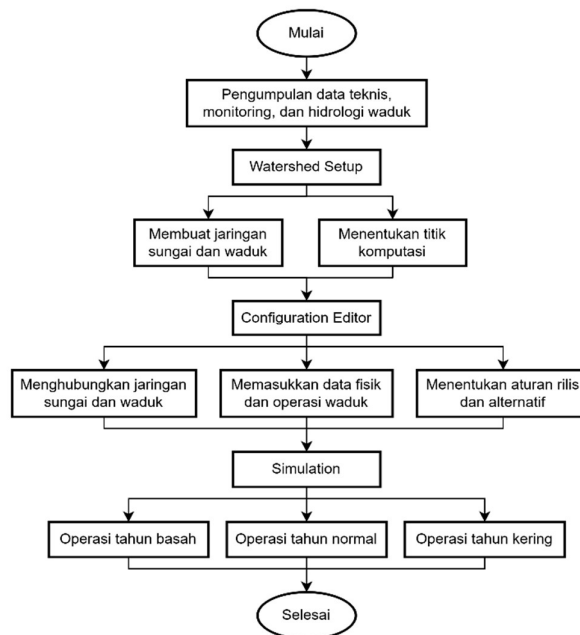 Mulai
Pengumpulan data teknis,
monitoring, dan hidrologi waduk
Watershed Setup
Membuat jaringan
sungai dan waduk
Menentukan titik
komputasi
Configuration Editor
Menghubungkan jaringan
sungai dan waduk
Memasukkan data fisik
dan operasi waduk
Menentukan aturan rilis
dan alternatif
Simulation
Operasi tahun basah
Operasi tahun normal
Operasi tahun kering
Selesai